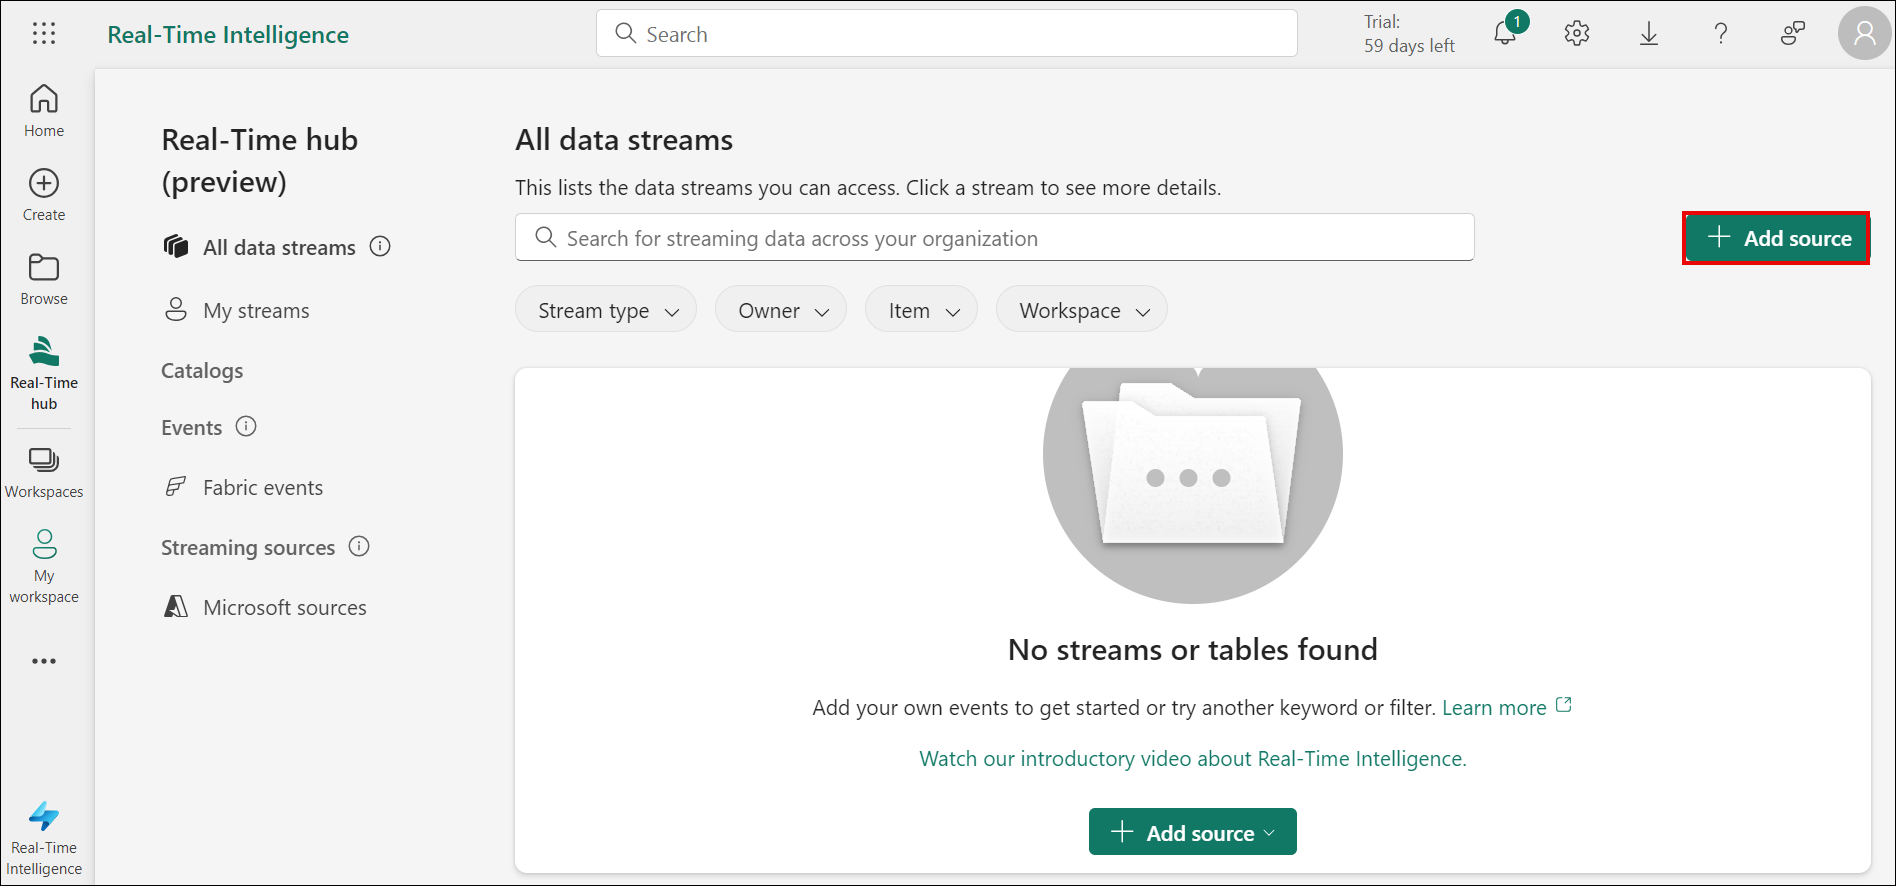 Real-Time Intelligence
Search
Trial:
59 days left
1
Home
Create
Browse
Real-Time
hub
Workspaces
My
workspace
Real-Time
Intelligence
Real-Time hub
(preview)
All data streams
My streams
Catalogs
Events
Fabric events
Streaming sources
Microsoft sources
All data streams
This lists the data streams you can access. Click a stream to see more details.
Search for streaming data across your organization
Add source
Stream type
Owner
Item
Workspace
No streams or tables found
Add your own events to get started or try another keyword or filter. Learn more
Watch our introductory video about Real-Time Intelligence.
Add source